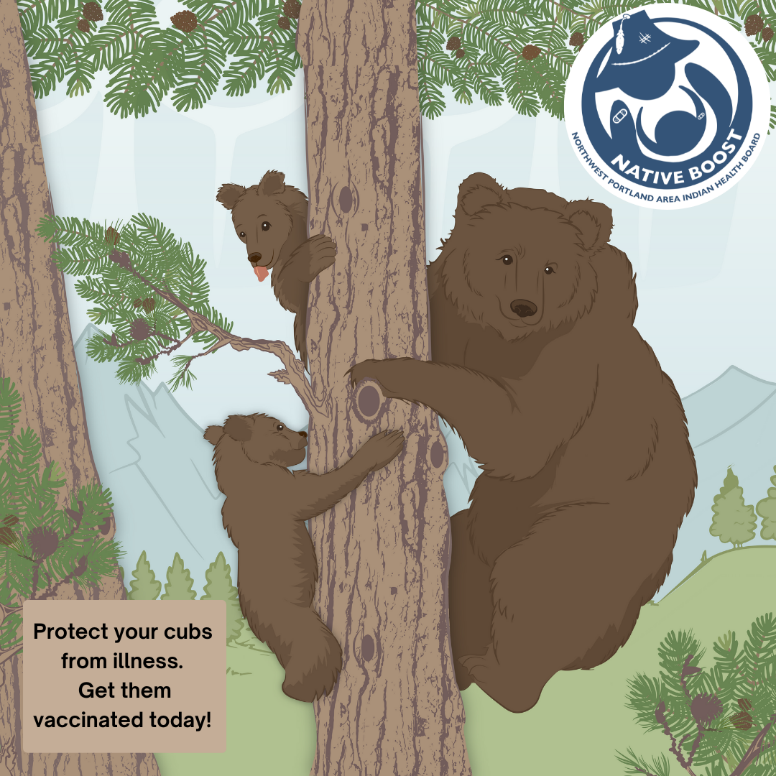 NATIVE BOOST
NORTHWEST PORTLAND AREA INDIAN HEALTH BOARD
Protect your cubs
from illness.
Get them
vaccinated today!